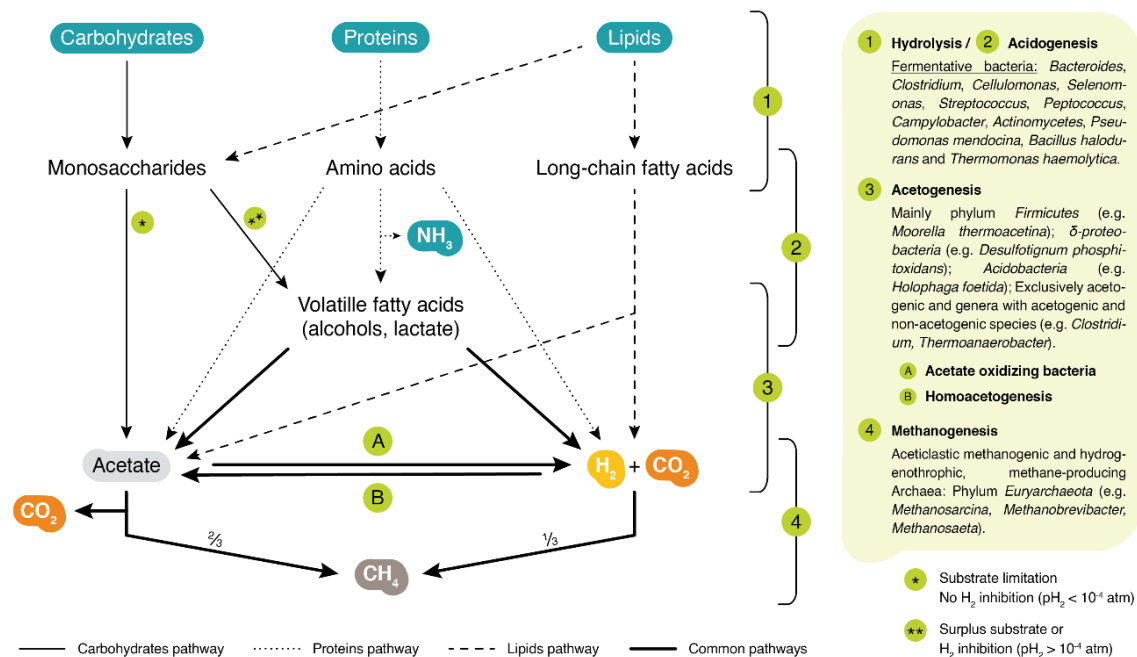 Carbohydrates
Proteins
Lipids
1
Monosaccharides
Amino acids
Long-chain fatty acids
*
**
NH3
2
Volatille fatty acids
(alcohols, lactate)
3
A
Acetate
H2 + CO2
B
CO2
4
⅔
⅓
CH4
Carbohydrates pathway
Proteins pathway
Lipids pathway
Common pathways
1 Hydrolysis / 2 Acidogenesis
Fermentative bacteria: Bacteroides,
Clostridium, Cellulomonas, Selenom-
onas, Streptococcus, Peptococcus,
Campylobacter, Actinomycetes, Pseu-
domonas mendocina, Bacillus halodu-
rans and Thermomonas haemolytica.
3 Acetogenesis
Mainly phylum Firmicutes (e.g.
Moorella thermoacetina); δ-proteo-
bacteria (e.g. Desulfotignum phosphi-
toxidans); Acidobacteria (e.g.
Holophaga foetida); Exclusively aceto-
genic and genera with acetogenic and
non-acetogenic species (e.g. Clostridi-
um, Thermoanaerobacter).
A Acetate oxidizing bacteria
B Homoacetogenesis
4 Methanogenesis
Aceticlastic methanogenic and hydrog-
enothrophic, methane-producing
Archaea: Phylum Euryarchaeota (e.g.
Methanosarcina, Methanobrevibacter,
Methanosaeta).
* Substrate limitation
No H2 inhibition (pH2 < 10⁻⁴ atm)
** Surplus substrate or
H2 inhibition (pH2 > 10⁻⁴ atm)